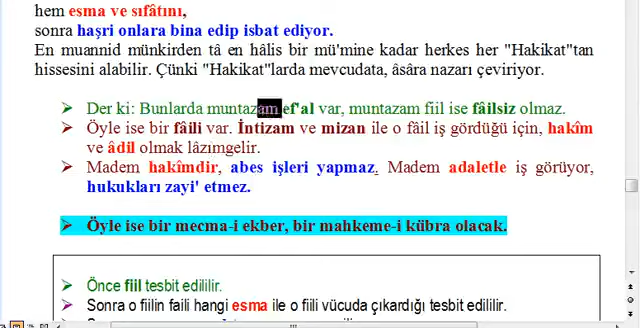 hem esma ve sıfâtını,
sonra haşri onlara bina edip isbat ediyor.
En muannid münkirden tâ en hâlis bir mü'mine kadar herkes her "Hakikat"tan
hissesini alabilir. Çünki "Hakikat"larda mevcudata, âsâra nazarı çeviriyor.
Der ki: Bunlarda muntazam ef'al var, muntazam fiil ise fâilsiz olmaz.
Öyle ise bir fâili var. İntizam ve mizan ile o fâil iş gördüğü için, hakîm
ve âdil olmak lâzımgelir.
Madem hakîmdir, abes işleri yapmaz. Madem adaletle iş görüyor,
hukukları zayi' etmez.
Öyle ise bir mecma-i ekber, bir mahkeme-i kübra olacak.
Önce fiil tesbit edililir.
Sonra o fiilin faili hangi esma ile o fiili vücuda çıkardığı tesbit edililir.